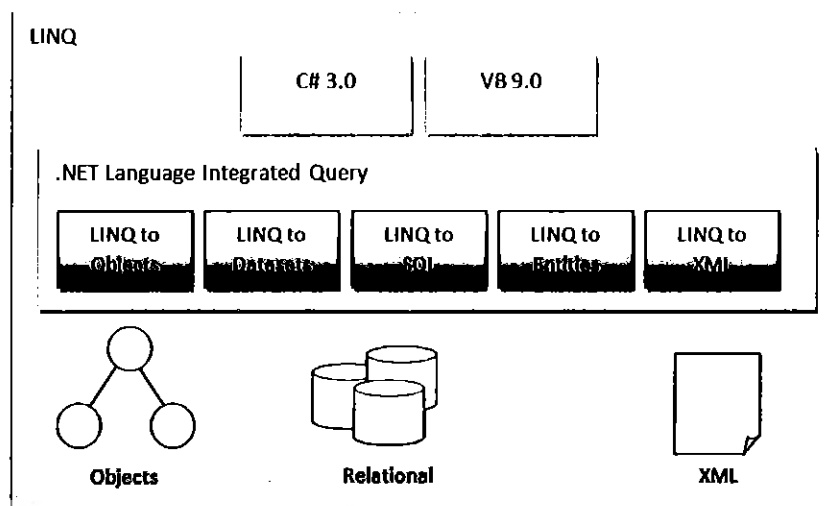 LINQ
C# 3.0
VB 9.0
.NET Language Integrated Query
LINQ to
Objects
LINQ to
Datasets
LINQ to
SQL
LINQ to
Entities
LINQ to
XML
Objects
Relational
XML